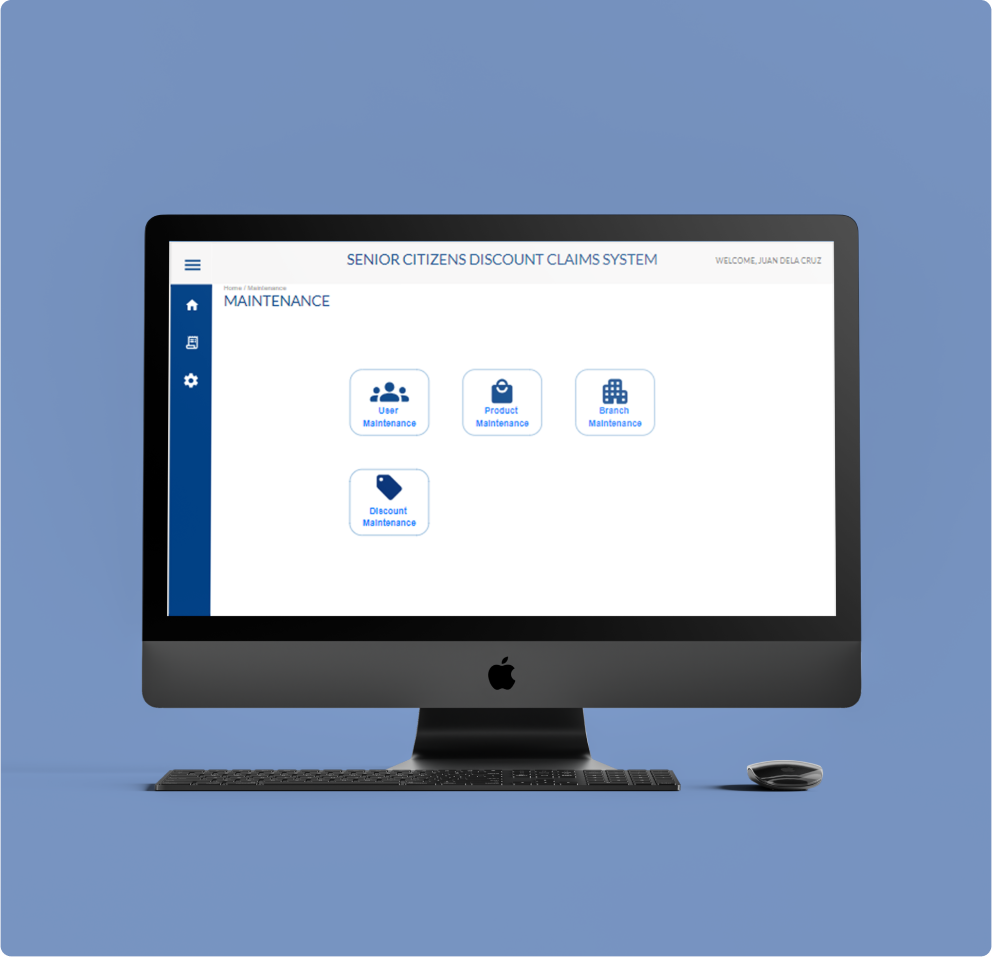 SENIOR CITIZENS DISCOUNT CLAIMS SYSTEM
WELCOME, JUAN DELA CRUZ
Home / Maintenance
MAINTENANCE
User
Maintenance
Product
Maintenance
Branch
Maintenance
Discount
Maintenance